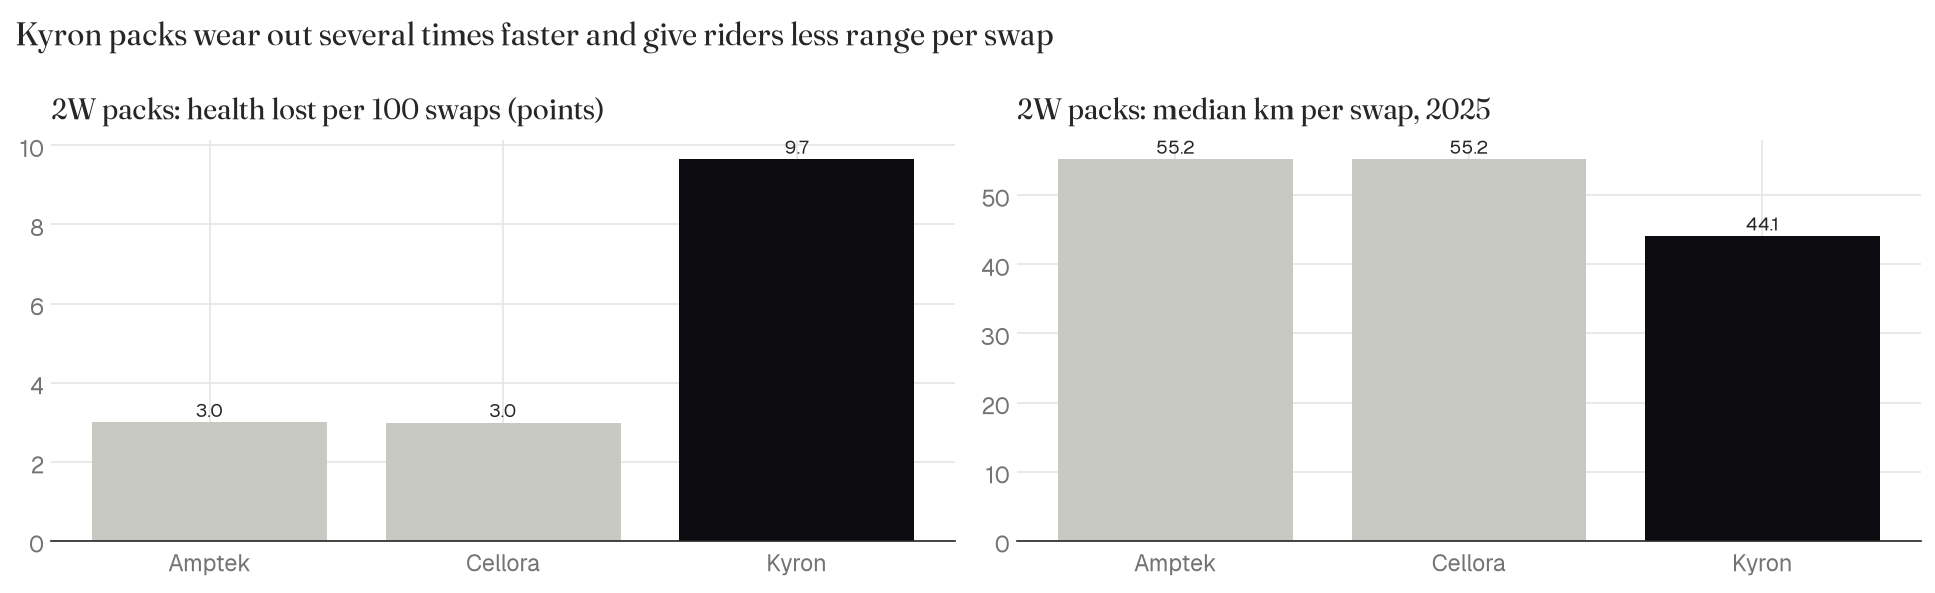 Kyron packs wear out several times faster and give riders less range per swap
2W packs: health lost per 100 swaps (points)
10
8
6
4
2
0
3.0
3.0
9.7
Amptek
Cellora
Kyron
2W packs: median km per swap, 2025
50
40
30
20
10
0
55.2
55.2
44.1
Amptek
Cellora
Kyron